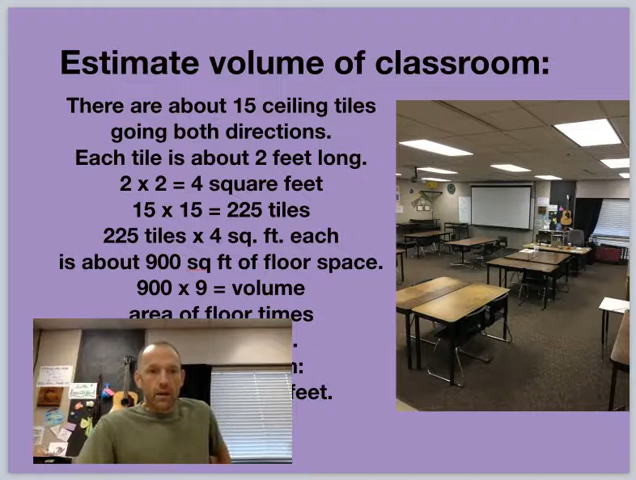 Estimate volume of classroom:
There are about 15 ceiling tiles
going both directions.
Each tile is about 2 feet long.
2 x 2 = 4 square feet
15 x 15 = 225 tiles
225 tiles x 4 sq. ft. each
is about 900 sq ft of floor space.
900 x 9 = volume
area of floor times
feet.